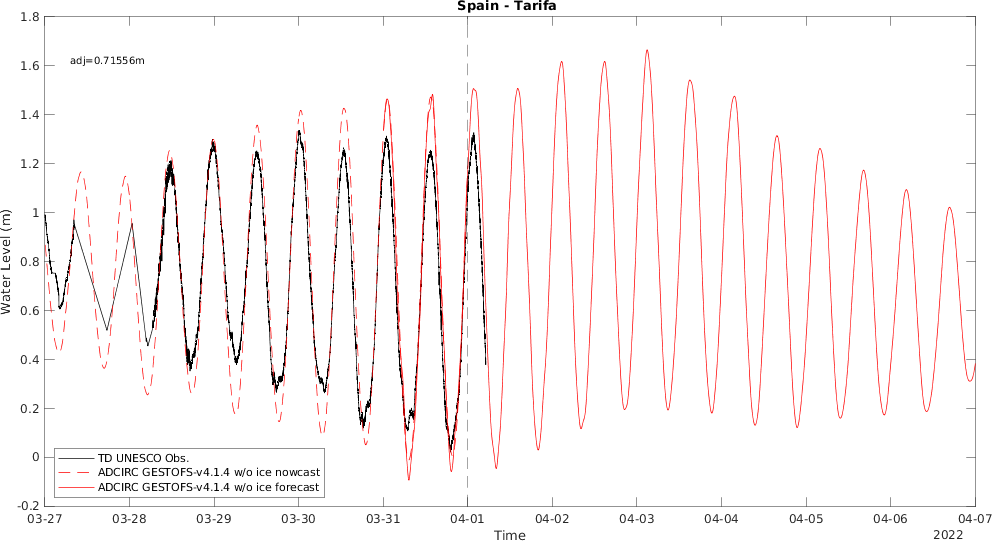 Spain - Tarifa
adj=0.71556m
Water Level (m)
1.8
1.6
1.4
1.2
1
0.8
0.6
0.4
0.2
0
-0.2
TD UNESCO Obs.
ADCIRC GESTOFS-v4.1.4 w/o ice nowcast
ADCIRC GESTOFS-v4.1.4 w/o ice forecast
03-27 03-28 03-29 03-30 03-31 04-01 04-02 04-03 04-04 04-05 04-06 04-07
Time
2022